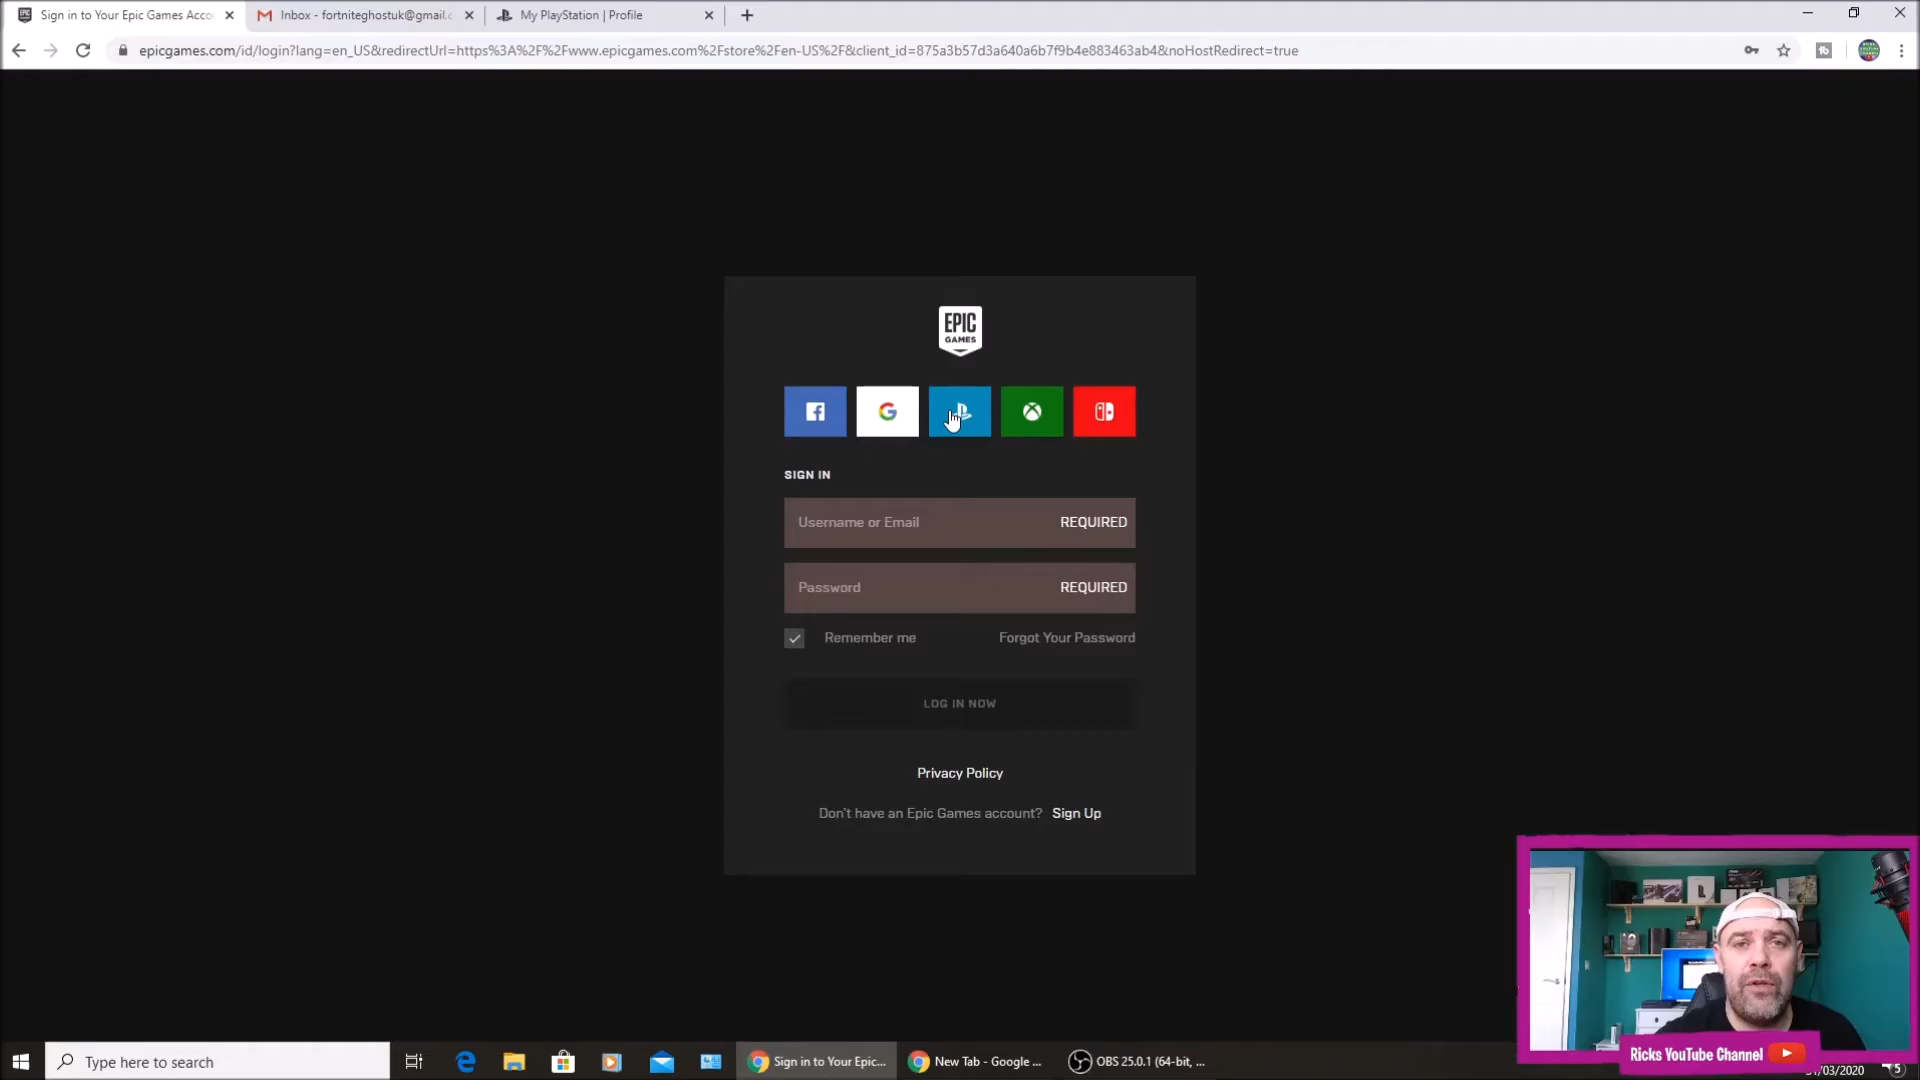 Sign in to Your Epic Games Acco
Inbox - fortniteghostuk@gmail.c
My PlayStation | Profile
epicgames.com/id/login?lang=en_US&redirectUrl=https%3A%2F%2Fwww.epicgames.com%2Fstore%2Fen-US%2F&client_id=875a3b57d3a640a6b7f9b4e883463ab4&noHostRedirect=true
EPIC
GAMES
SIGN IN
Username or Email REQUIRED
Password REQUIRED
Remember me Forgot Your Password
LOG IN NOW
Privacy Policy
Don't have an Epic Games account? Sign Up
Ricks YouTube Channel
Type here to search
Sign in to Your Epic...
New Tab - Google ...
OBS 25.0.1 (64-bit, ...
/03/2020
5